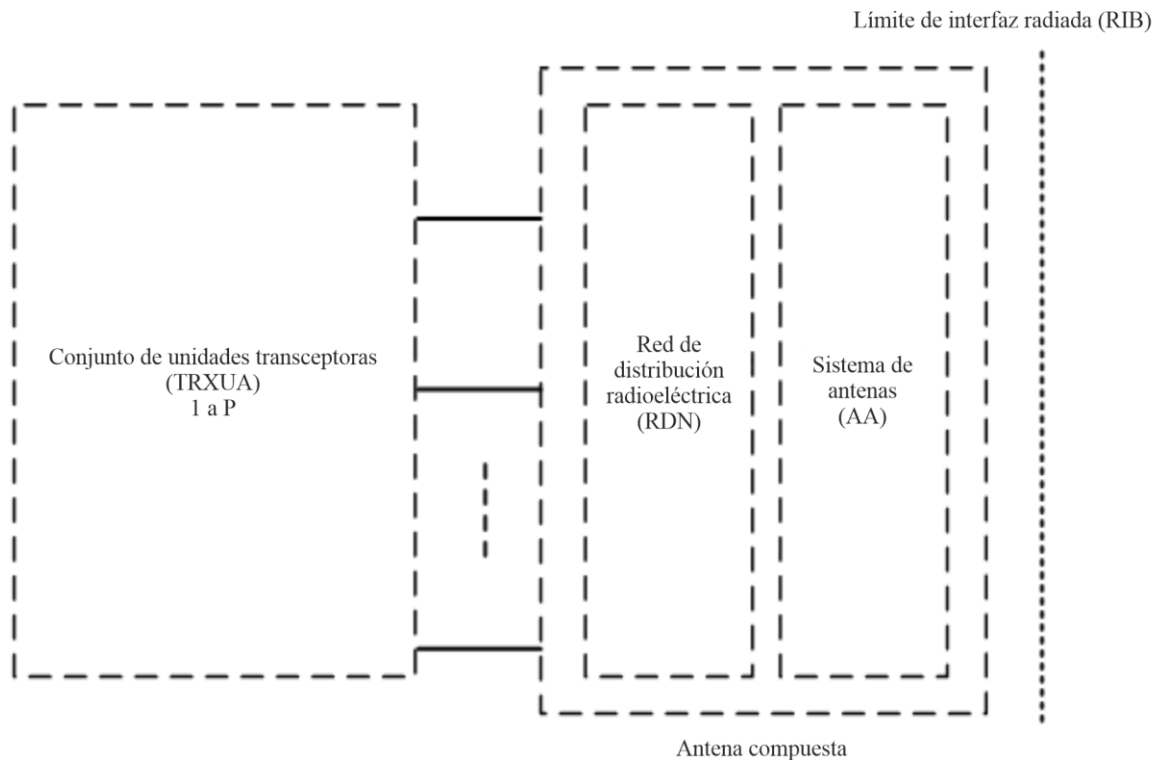 Límite de interfaz radiada (RIB)
Conjunto de unidades transceptoras
(TRXUA)
1 a P
Red de
distribución
radioeléctrica
(RDN)
Sistema de
antenas
(AA)
Antena compuesta